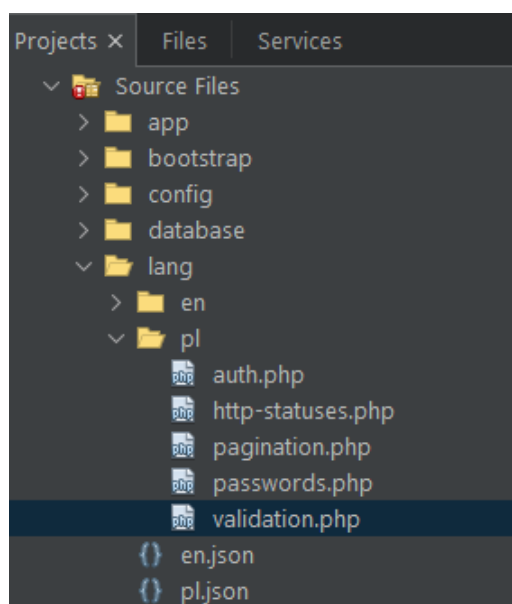 Projects × Files Services
Source Files
app
bootstrap
config
database
lang
en
pl
auth.php
http-statuses.php
pagination.php
passwords.php
validation.php
en.json
pl.json